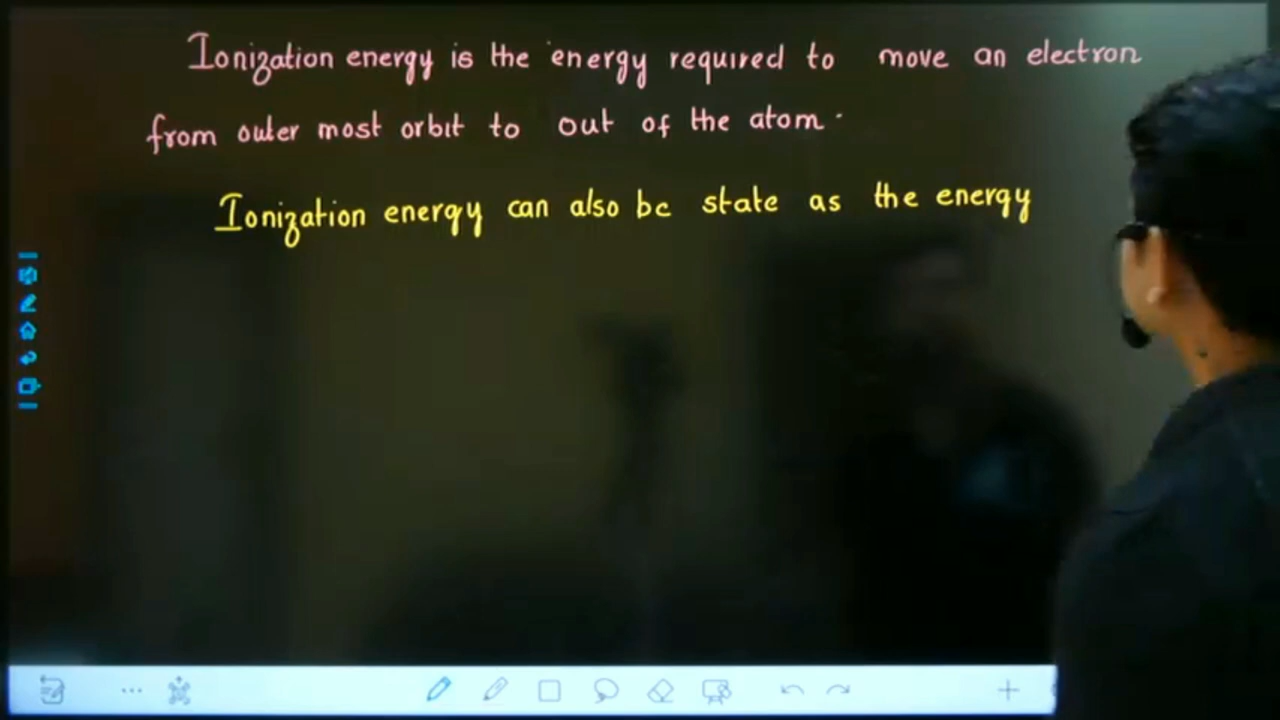 Ionization energy is the energy required to move an electron
from outer most orbit to out of the atom.
Ionization energy can also be state as the energy